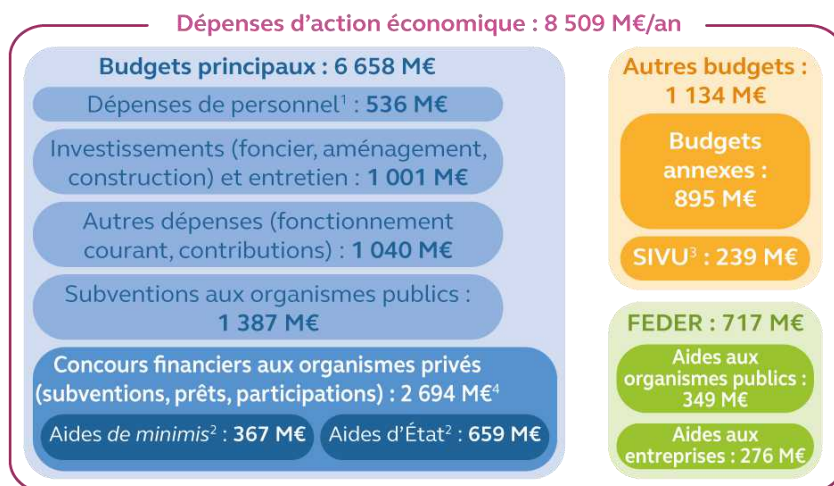 Dépenses d’action économique : 8 509 M€/an
Budgets principaux : 6 658 M€
Dépenses de personnel¹ : 536 M€
Investissements (foncier, aménagement,
construction) et entretien : 1 001 M€
Autres dépenses (fonctionnement
courant, contributions) : 1 040 M€
Subventions aux organismes publics :
1 387 M€
Concours financiers aux organismes privés
(subventions, prêts, participations) : 2 694 M€⁴
Aides de minimis² : 367 M€
Aides d’État² : 659 M€
Autres budgets :
1 134 M€
Budgets
annexes :
895 M€
SIVU³ : 239 M€
FEDER : 717 M€
Aides aux
organismes publics :
349 M€
Aides aux
entreprises : 276 M€